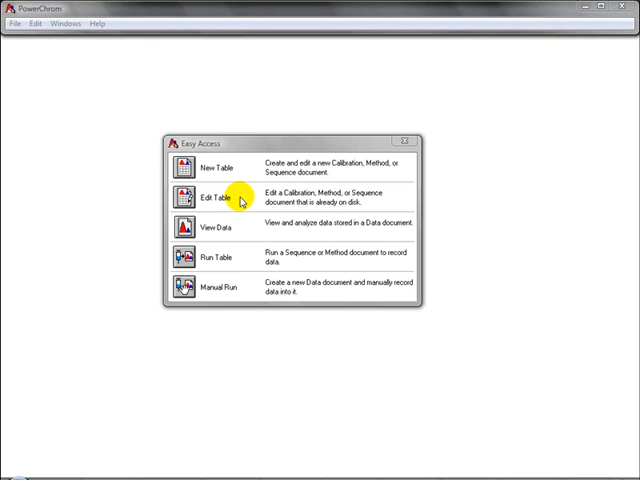 PowerChrom
File Edit Windows Help
Easy Access
New Table
Create and edit a new Calibration, Method, or
Sequence document.
Edit Table
Edit a Calibration, Method, or Sequence
document that is already on disk.
View Data
View and analyze data stored in a Data document.
Run Table
Run a Sequence or Method document to record
data.
Manual Run
Create a new Data document and manually record
data into it.